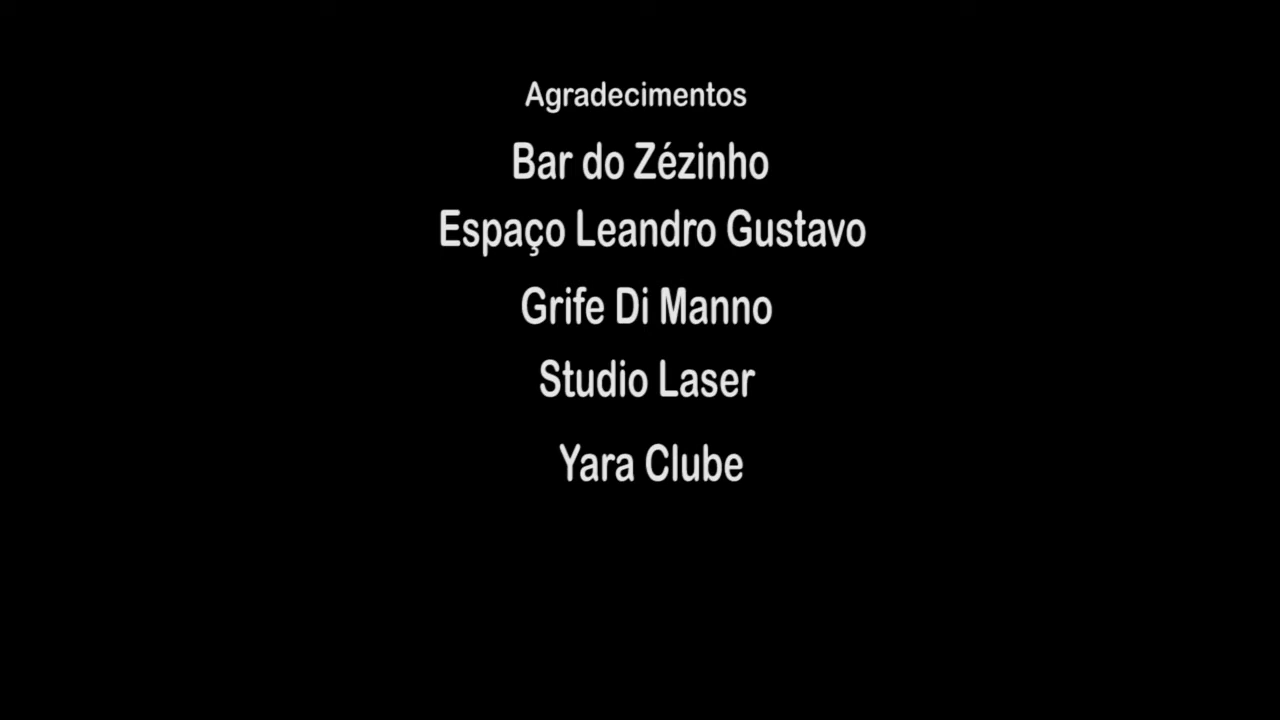 Agradecimentos
Bar do Zézinho
Espaço Leandro Gustavo
Grife Di Manno
Studio Laser
Yara Clube